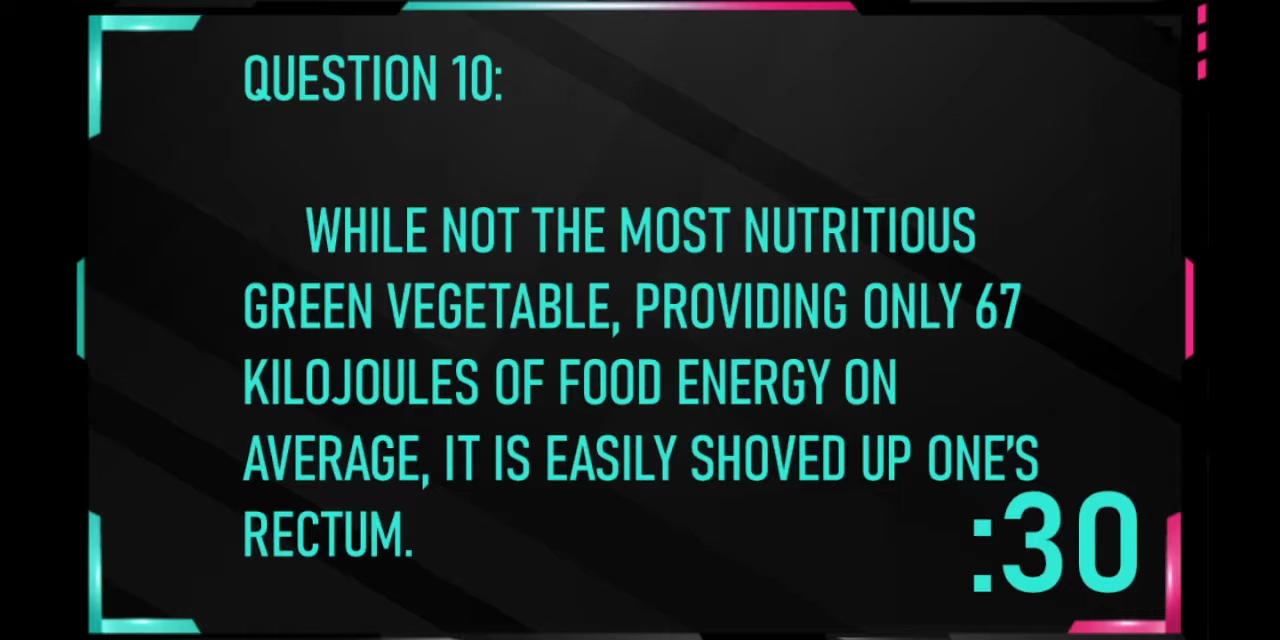 QUESTION 10:
WHILE NOT THE MOST NUTRITIOUS
GREEN VEGETABLE, PROVIDING ONLY 67
KILOJOULES OF FOOD ENERGY ON
AVERAGE, IT IS EASILY SHOVED UP ONE'S
RECTUM.
:30